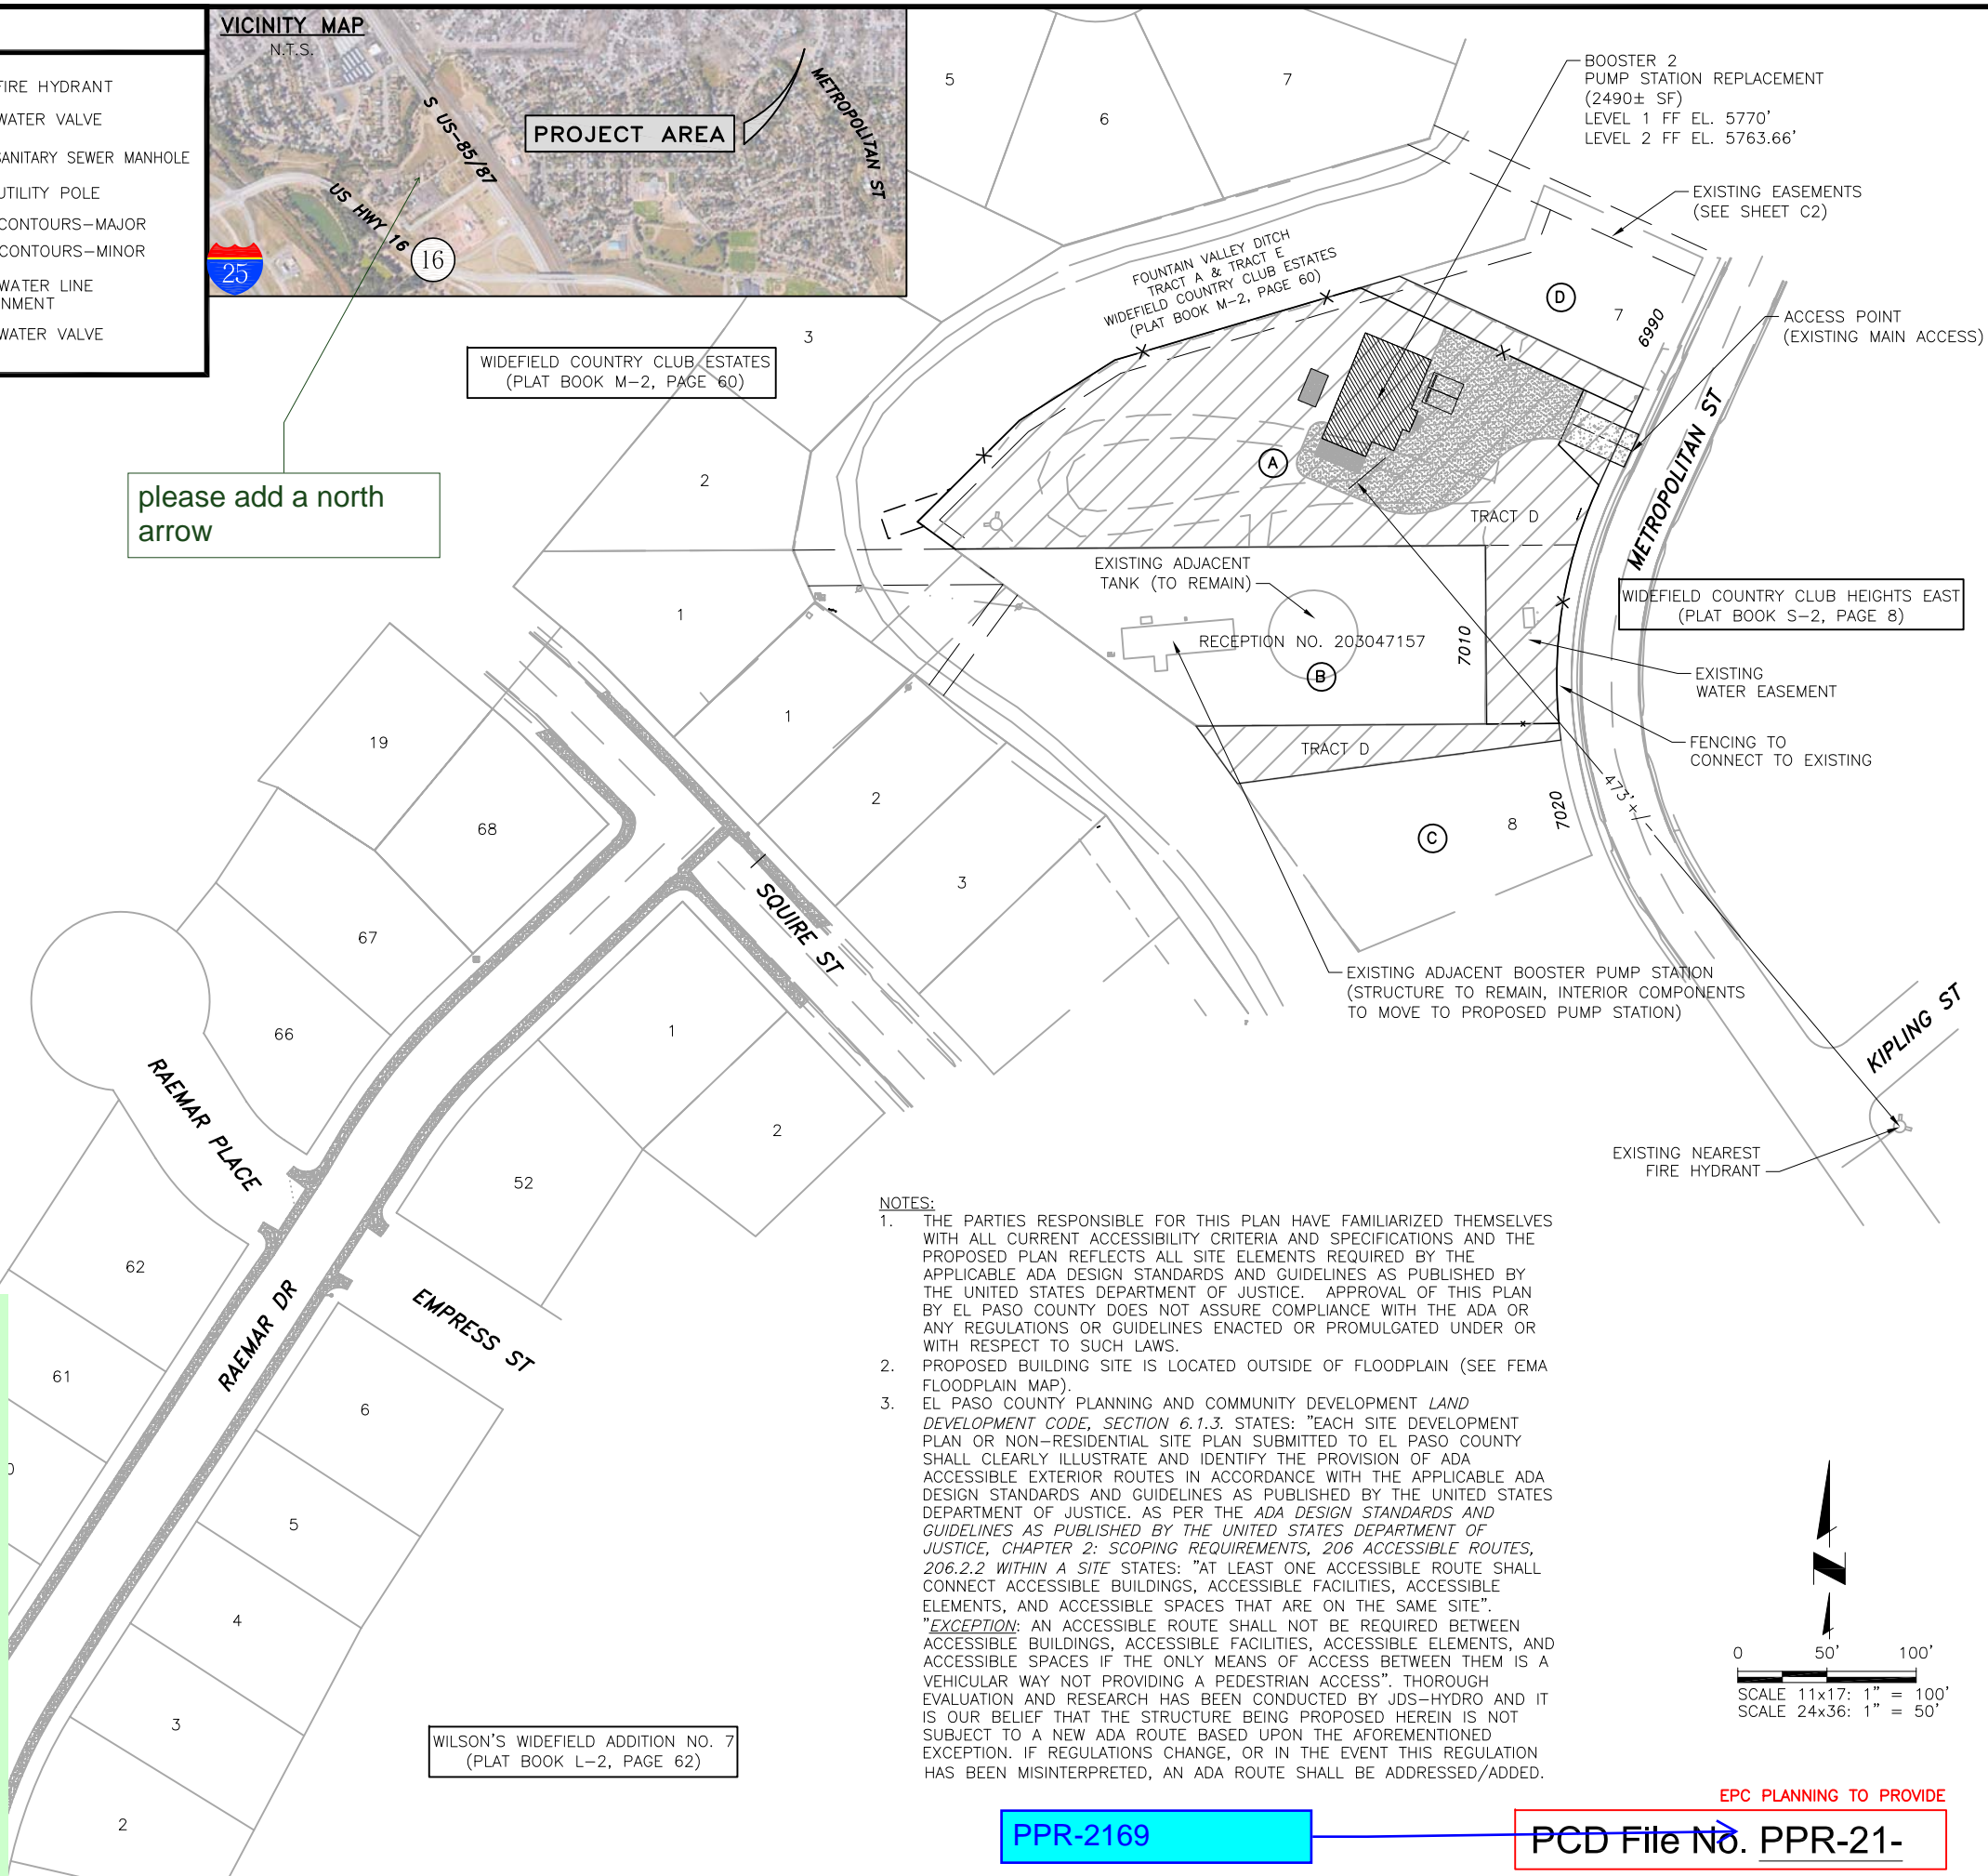 FIRE HYDRANT
WATER VALVE
SANITARY SEWER MANHOLE
UTILITY POLE
CONTOURS-MAJOR
CONTOURS-MINOR
WATER LINE
NMENT
WATER VALVE
VICINITY MAP
N.T.S.
PROJECT AREA
METROPOLITAN ST
S US-85/87
US HWY 16
16
25
please add a north
arrow
WIDEFIELD COUNTRY CLUB ESTATES
(PLAT BOOK M-2, PAGE 60)
5
6
7
3
2
1
BOOSTER 2
PUMP STATION REPLACEMENT
(2490± SF)
LEVEL 1 FF EL. 5770'
LEVEL 2 FF EL. 5763.66'
EXISTING EASEMENTS
(SEE SHEET C2)
FOUNTAIN VALLEY DITCH
TRACT A & TRACT E
WIDEFIELD COUNTRY CLUB ESTATES
(PLAT BOOK M-2, PAGE 60)
D
7
6990
ACCESS POINT
(EXISTING MAIN ACCESS)
METROPOLITAN ST
A
TRACT D
EXISTING ADJACENT
TANK (TO REMAIN)
RECEPTION NO. 203047157
B
7010
WIDEFIELD COUNTRY CLUB HEIGHTS EAST
(PLAT BOOK S-2, PAGE 8)
EXISTING
WATER EASEMENT
FENCING TO
CONNECT TO EXISTING
TRACT D
473'+/-
C
8
7020
EXISTING ADJACENT BOOSTER PUMP STATION
(STRUCTURE TO REMAIN, INTERIOR COMPONENTS
TO MOVE TO PROPOSED PUMP STATION)
KIPLING ST
EXISTING NEAREST
FIRE HYDRANT
1
2
3
19
68
67
66
SQUIRE ST
1
2
52
RAEMAR PLACE
62
61
RAEMAR DR
EMPRESS ST
6
5
4
3
2
WILSON'S WIDEFIELD ADDITION NO. 7
(PLAT BOOK L-2, PAGE 62)
NOTES:
1. THE PARTIES RESPONSIBLE FOR THIS PLAN HAVE FAMILIARIZED THEMSELVES
WITH ALL CURRENT ACCESSIBILITY CRITERIA AND SPECIFICATIONS AND THE
PROPOSED PLAN REFLECTS ALL SITE ELEMENTS REQUIRED BY THE
APPLICABLE ADA DESIGN STANDARDS AND GUIDELINES AS PUBLISHED BY
THE UNITED STATES DEPARTMENT OF JUSTICE. APPROVAL OF THIS PLAN
BY EL PASO COUNTY DOES NOT ASSURE COMPLIANCE WITH THE ADA OR
ANY REGULATIONS OR GUIDELINES ENACTED OR PROMULGATED UNDER OR
WITH RESPECT TO SUCH LAWS.
2. PROPOSED BUILDING SITE IS LOCATED OUTSIDE OF FLOODPLAIN (SEE FEMA
FLOODPLAIN MAP).
3. EL PASO COUNTY PLANNING AND COMMUNITY DEVELOPMENT LAND
DEVELOPMENT CODE, SECTION 6.1.3. STATES: "EACH SITE DEVELOPMENT
PLAN OR NON-RESIDENTIAL SITE PLAN SUBMITTED TO EL PASO COUNTY
SHALL CLEARLY ILLUSTRATE AND IDENTIFY THE PROVISION OF ADA
ACCESSIBLE EXTERIOR ROUTES IN ACCORDANCE WITH THE APPLICABLE ADA
DESIGN STANDARDS AND GUIDELINES AS PUBLISHED BY THE UNITED STATES
DEPARTMENT OF JUSTICE. AS PER THE ADA DESIGN STANDARDS AND
GUIDELINES AS PUBLISHED BY THE UNITED STATES DEPARTMENT OF
JUSTICE, CHAPTER 2: SCOPING REQUIREMENTS, 206 ACCESSIBLE ROUTES,
206.2.2 WITHIN A SITE STATES: "AT LEAST ONE ACCESSIBLE ROUTE SHALL
CONNECT ACCESSIBLE BUILDINGS, ACCESSIBLE FACILITIES, ACCESSIBLE
ELEMENTS, AND ACCESSIBLE SPACES THAT ARE ON THE SAME SITE".
"EXCEPTION: AN ACCESSIBLE ROUTE SHALL NOT BE REQUIRED BETWEEN
ACCESSIBLE BUILDINGS, ACCESSIBLE FACILITIES, ACCESSIBLE ELEMENTS, AND
ACCESSIBLE SPACES IF THE ONLY MEANS OF ACCESS BETWEEN THEM IS A
VEHICULAR WAY NOT PROVIDING A PEDESTRIAN ACCESS". THOROUGH
EVALUATION AND RESEARCH HAS BEEN CONDUCTED BY JDS-HYDRO AND IT
IS OUR BELIEF THAT THE STRUCTURE BEING PROPOSED HEREIN IS NOT
SUBJECT TO A NEW ADA ROUTE BASED UPON THE AFOREMENTIONED
EXCEPTION. IF REGULATIONS CHANGE, OR IN THE EVENT THIS REGULATION
HAS BEEN MISINTERPRETED, AN ADA ROUTE SHALL BE ADDRESSED/ADDED.
N
0 50' 100'
SCALE 11x17: 1" = 100'
SCALE 24x36: 1" = 50'
EPC PLANNING TO PROVIDE
PPR-2169
PCD File No. PPR-21-